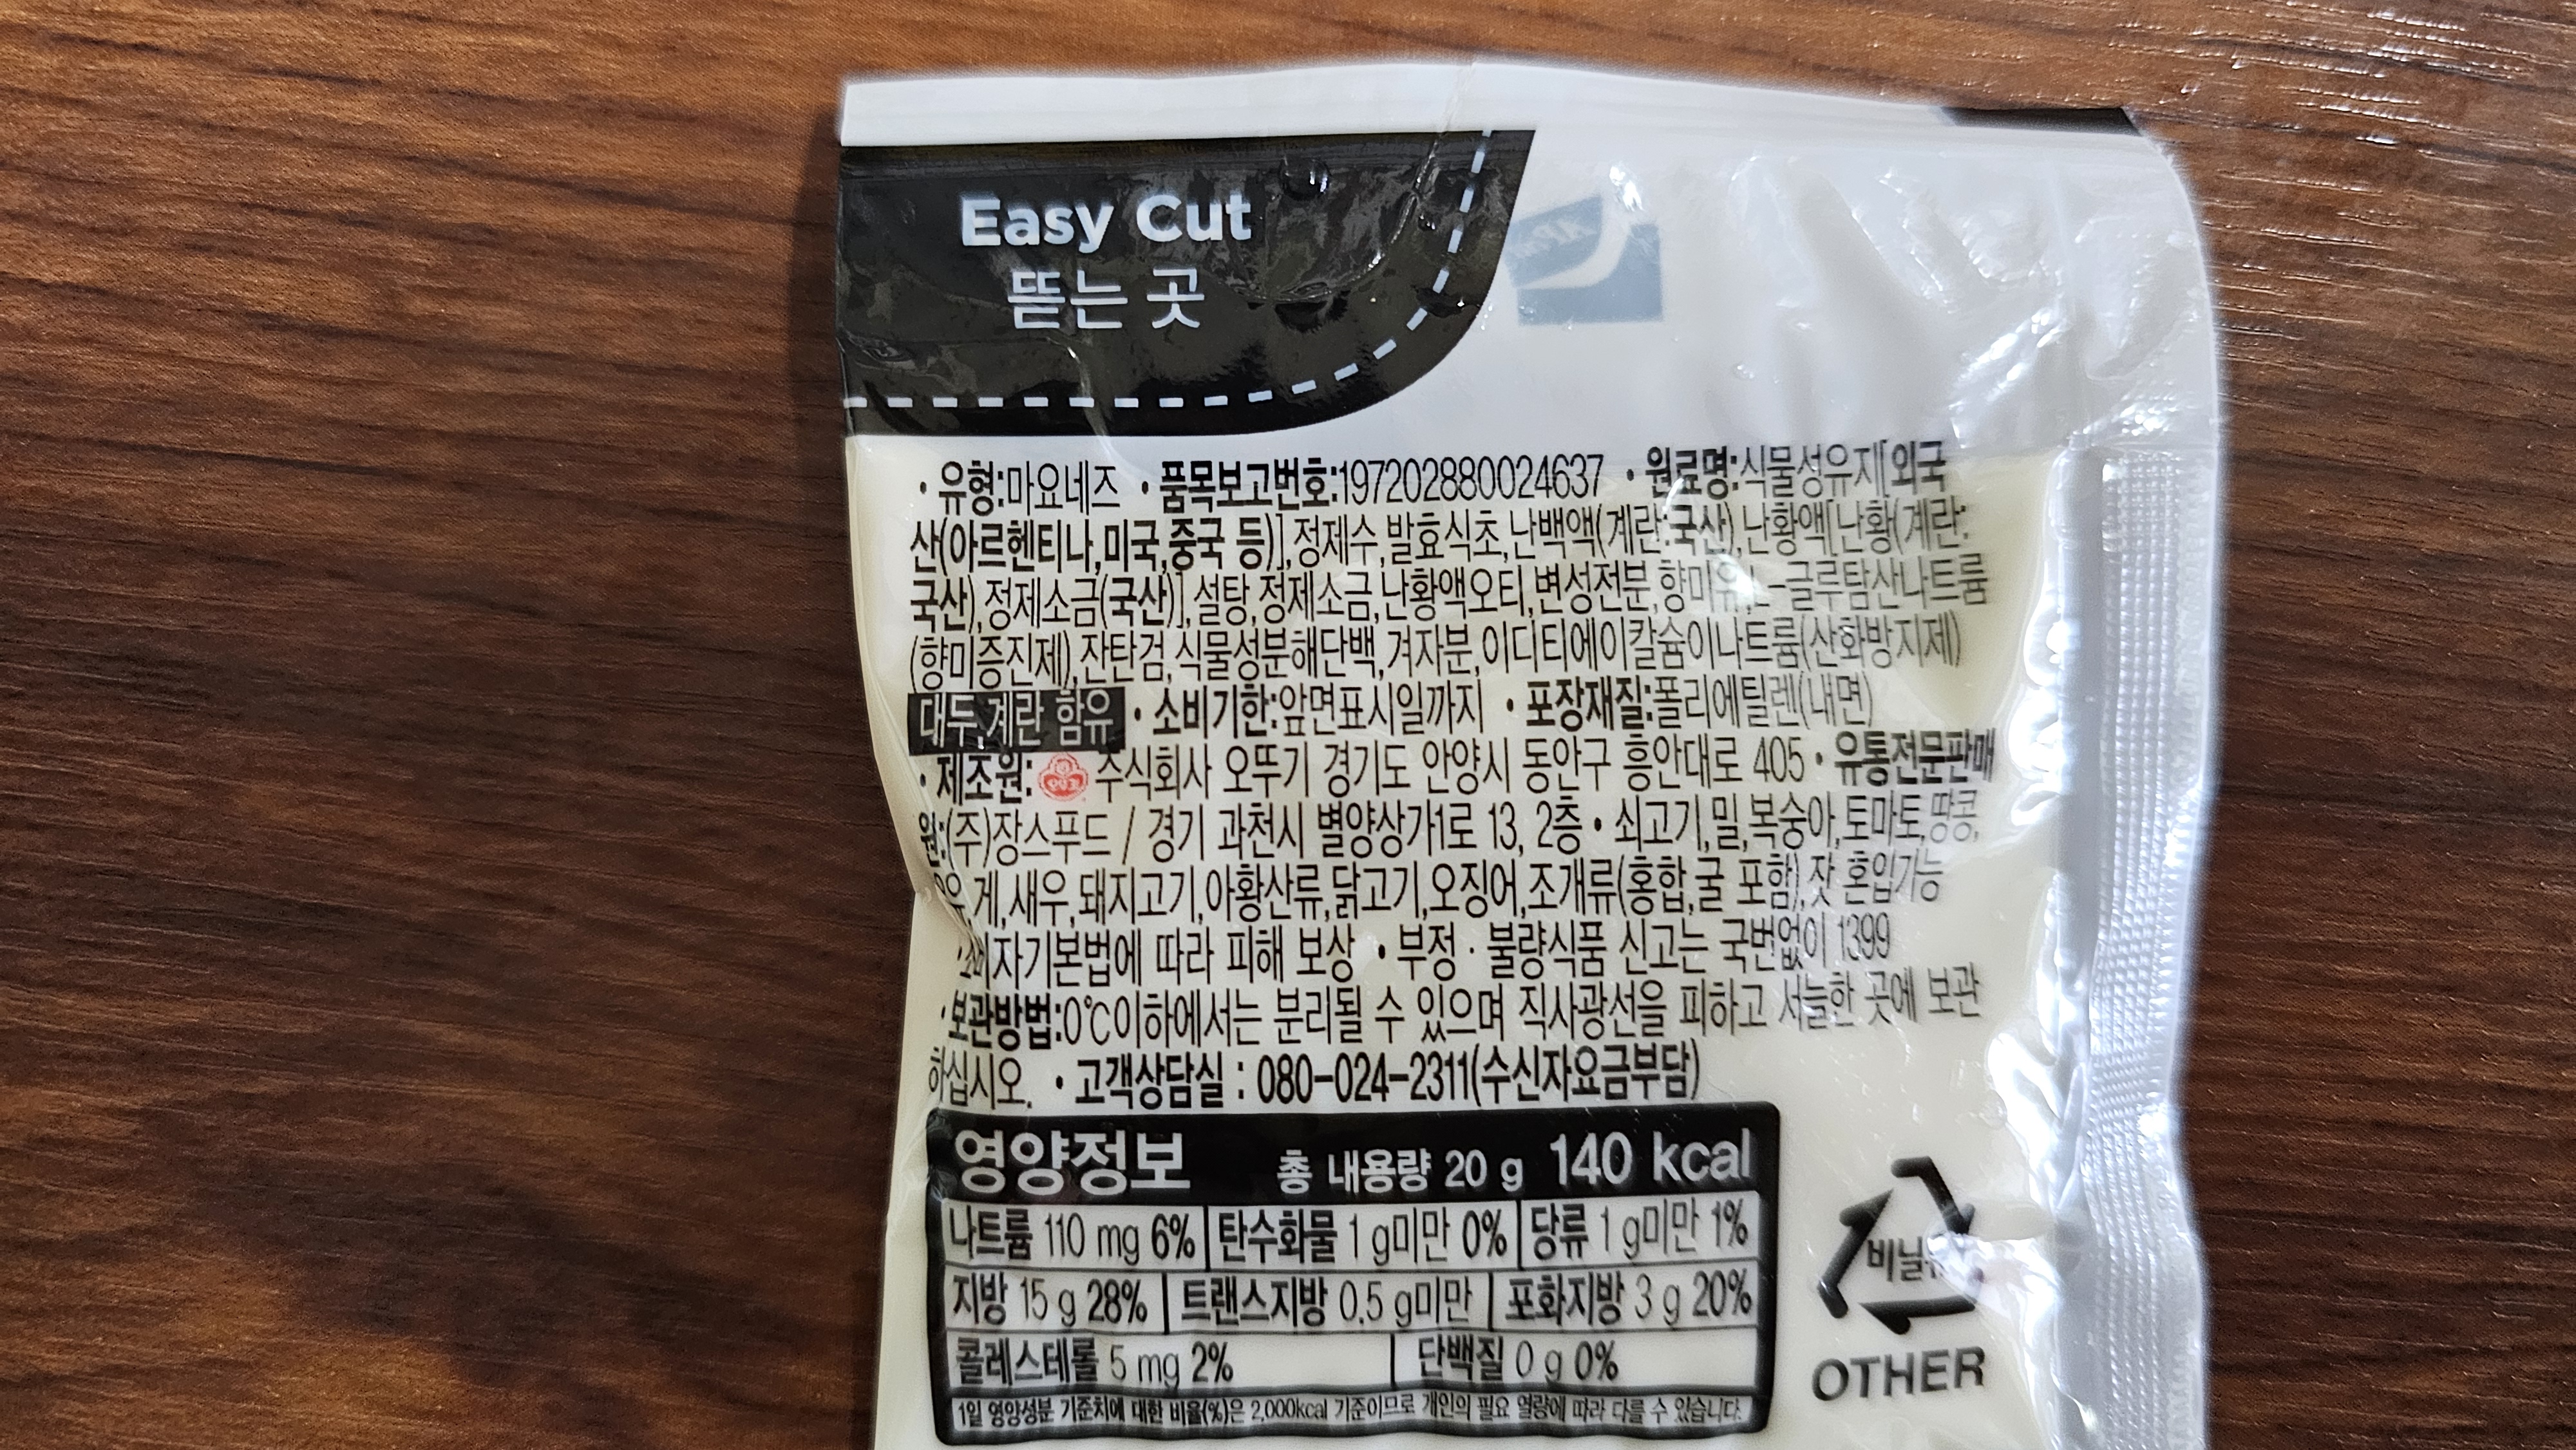 Easy Cut
뜯는 곳
· 유형:마요네즈 · 품목보고번호:197202880024637 · 원료명:식물성유지[외국
산(아르헨티나,미국,중국 등)],정제수,발효식초,난백액(계란:국산),난황액[난황(계란:
국산),정제소금(국산)],설탕,정제소금,난황액오티,변성전분,향미유,L-글루탐산나트륨
(향미증진제),잔탄검,식물성분해단백,겨자분,이디티에이칼슘이나트륨(산화방지제)
대두,계란 함유 · 소비기한:앞면표시일까지 · 포장재질:폴리에틸렌(내면)
· 제조원: 주식회사 오뚜기 경기도 안양시 동안구 흥안대로 405 · 유통전문판매
원:(주)장스푸드 / 경기 과천시 별양상가1로 13, 2층 · 쇠고기,밀,복숭아,토마토,땅콩,
게,새우,돼지고기,아황산류,닭고기,오징어,조개류(홍합,굴 포함),잣 혼입가능
소비자기본법에 따라 피해 보상 · 부정 · 불량식품 신고는 국번없이 1399
·보관방법:0℃이하에서는 분리될 수 있으며 직사광선을 피하고 서늘한 곳에 보관
하십시오. · 고객상담실 : 080-024-2311(수신자요금부담)
영양정보 총 내용량 20 g 140 kcal
나트륨 110 mg 6% 탄수화물 1 g미만 0% 당류 1 g미만 1%
지방 15 g 28% 트랜스지방 0.5 g미만 포화지방 3 g 20%
콜레스테롤 5 mg 2% 단백질 0 g 0%
1일 영양성분 기준치에 대한 비율(%)은 2,000kcal 기준이므로 개인의 필요 열량에 따라 다를 수 있습니다.
OTHER